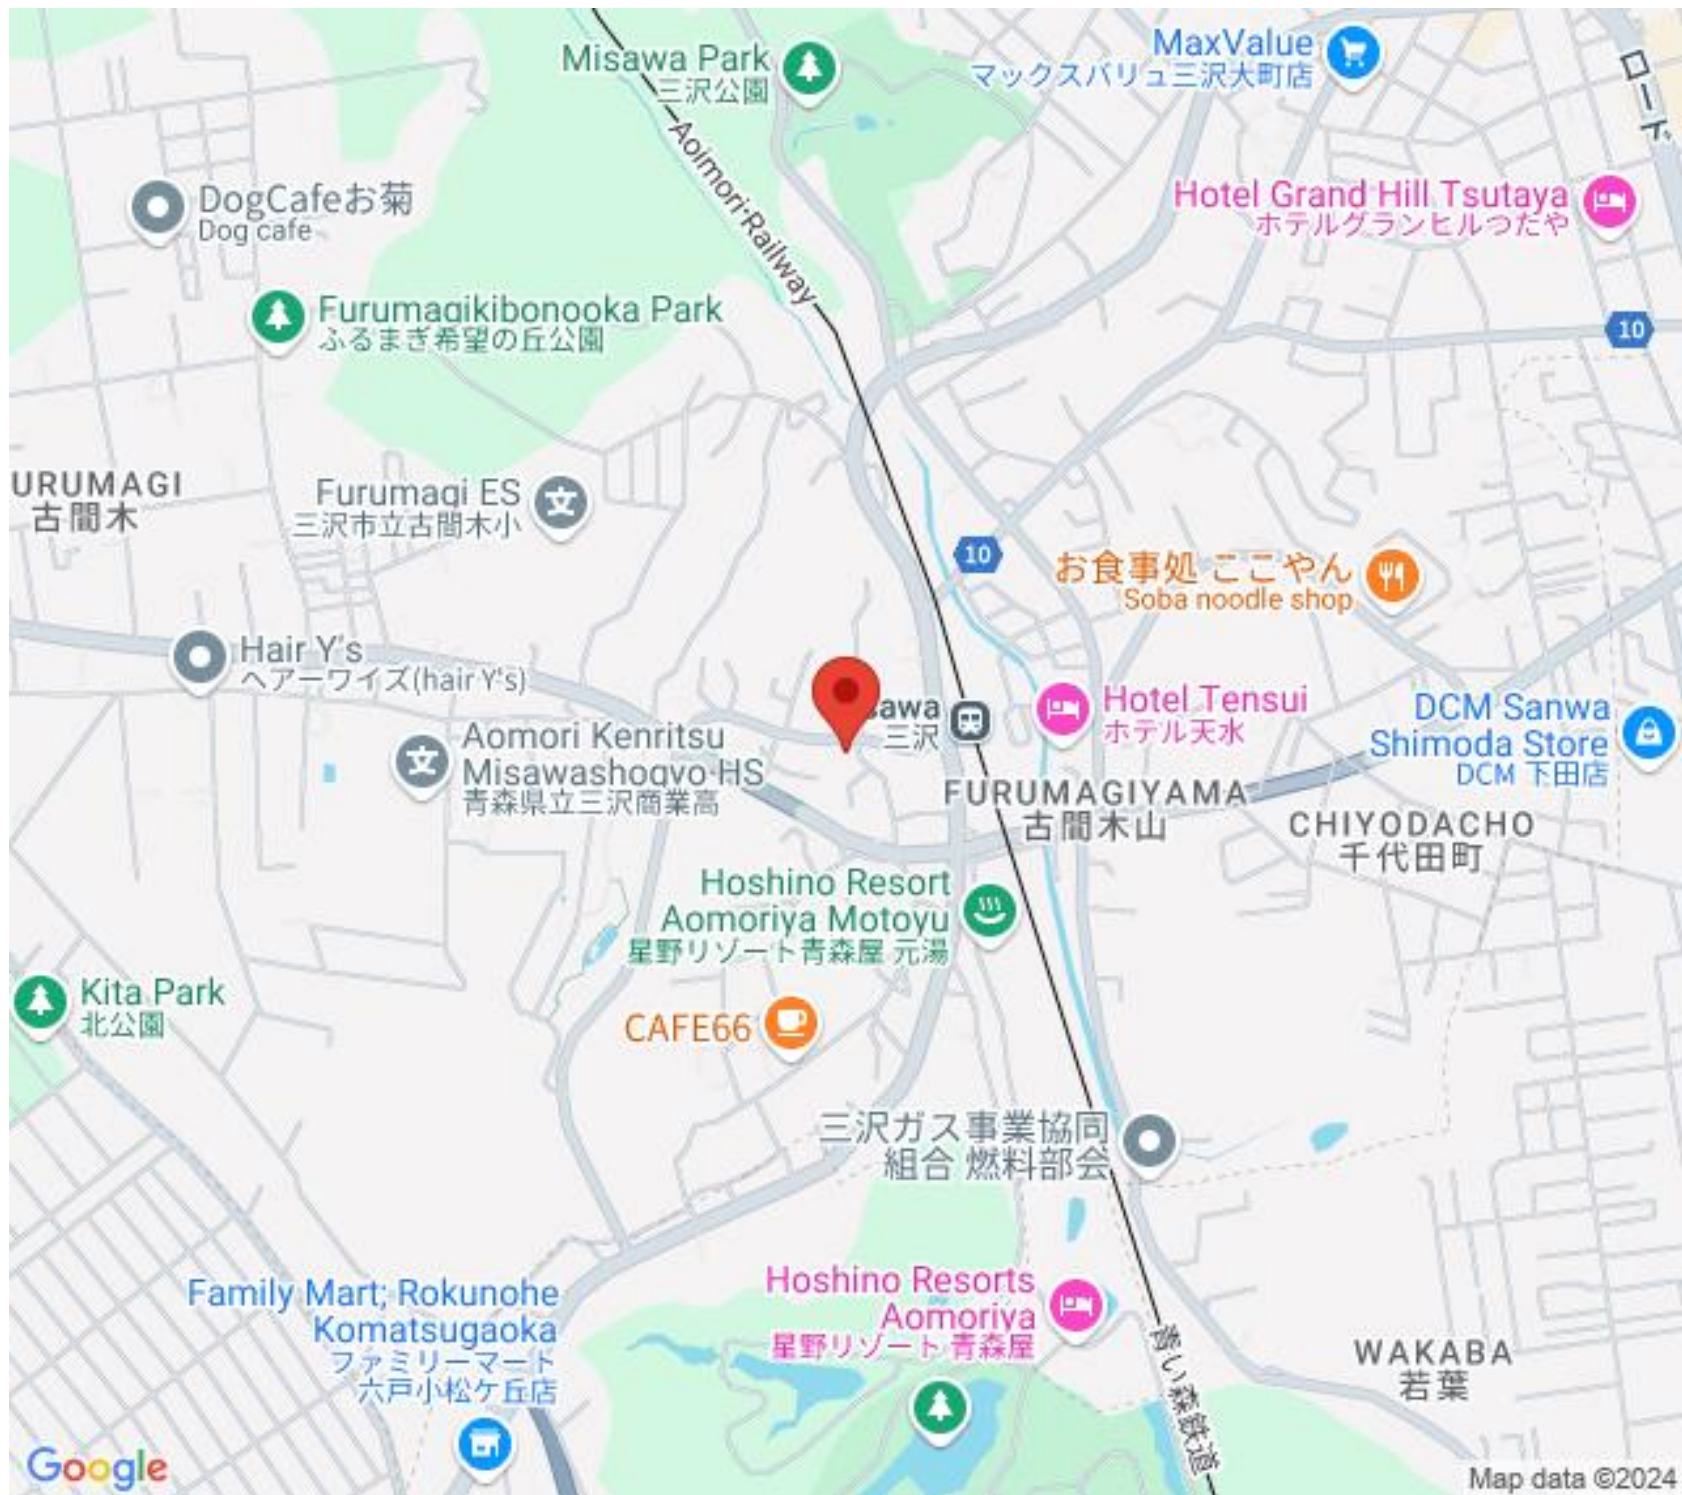 Misawa Park
三沢公園
MaxValue
マックスバリュ三沢大町店
ローズ
Aoimori Railway
DogCafeお菊
Dog cafe
Hotel Grand Hill Tsutaya
ホテルグランヒルつたや
Furumagikibonooka Park
ふるまぎ希望の丘公園
10
URUMAGI
古間木
Furumagi ES
三沢市立古間木小
10
お食事処 ここやん
Soba noodle shop
Hair Y's
ヘアーワイズ(hair Y's)
sawa
三沢
Hotel Tensui
ホテル天水
DCM Sanwa
Shimoda Store
DCM 下田店
Aomori Kenritsu
Misawashogyo HS
青森県立三沢商業高
FURUMAGIYAMA
古間木山
CHIYODACHO
千代田町
Hoshino Resort
Aomoriya Motoyu
星野リゾート青森屋 元湯
Kita Park
北公園
CAFE66
三沢ガス事業協同
組合 燃料部会
Family Mart; Rokunohe
Komatsugaoka
ファミリーマート
六戸小松ケ丘店
Hoshino Resorts
Aomoriya
星野リゾート 青森屋
青い森鉄道
WAKABA
若葉
Google
Map data ©2024